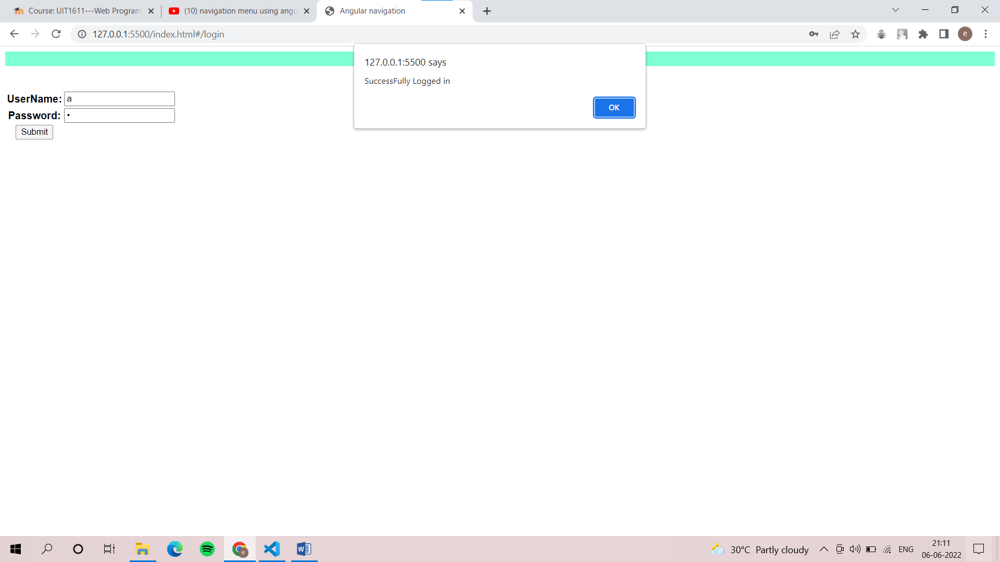 Course: UIT1611---Web Program
(10) navigation menu using angu
Angular navigation
127.0.0.1:5500/index.html#/login
e
127.0.0.1:5500 says
SuccessFully Logged in
OK
UserName: a
Password: •
Submit
30°C Partly cloudy
ENG
21:11
06-06-2022